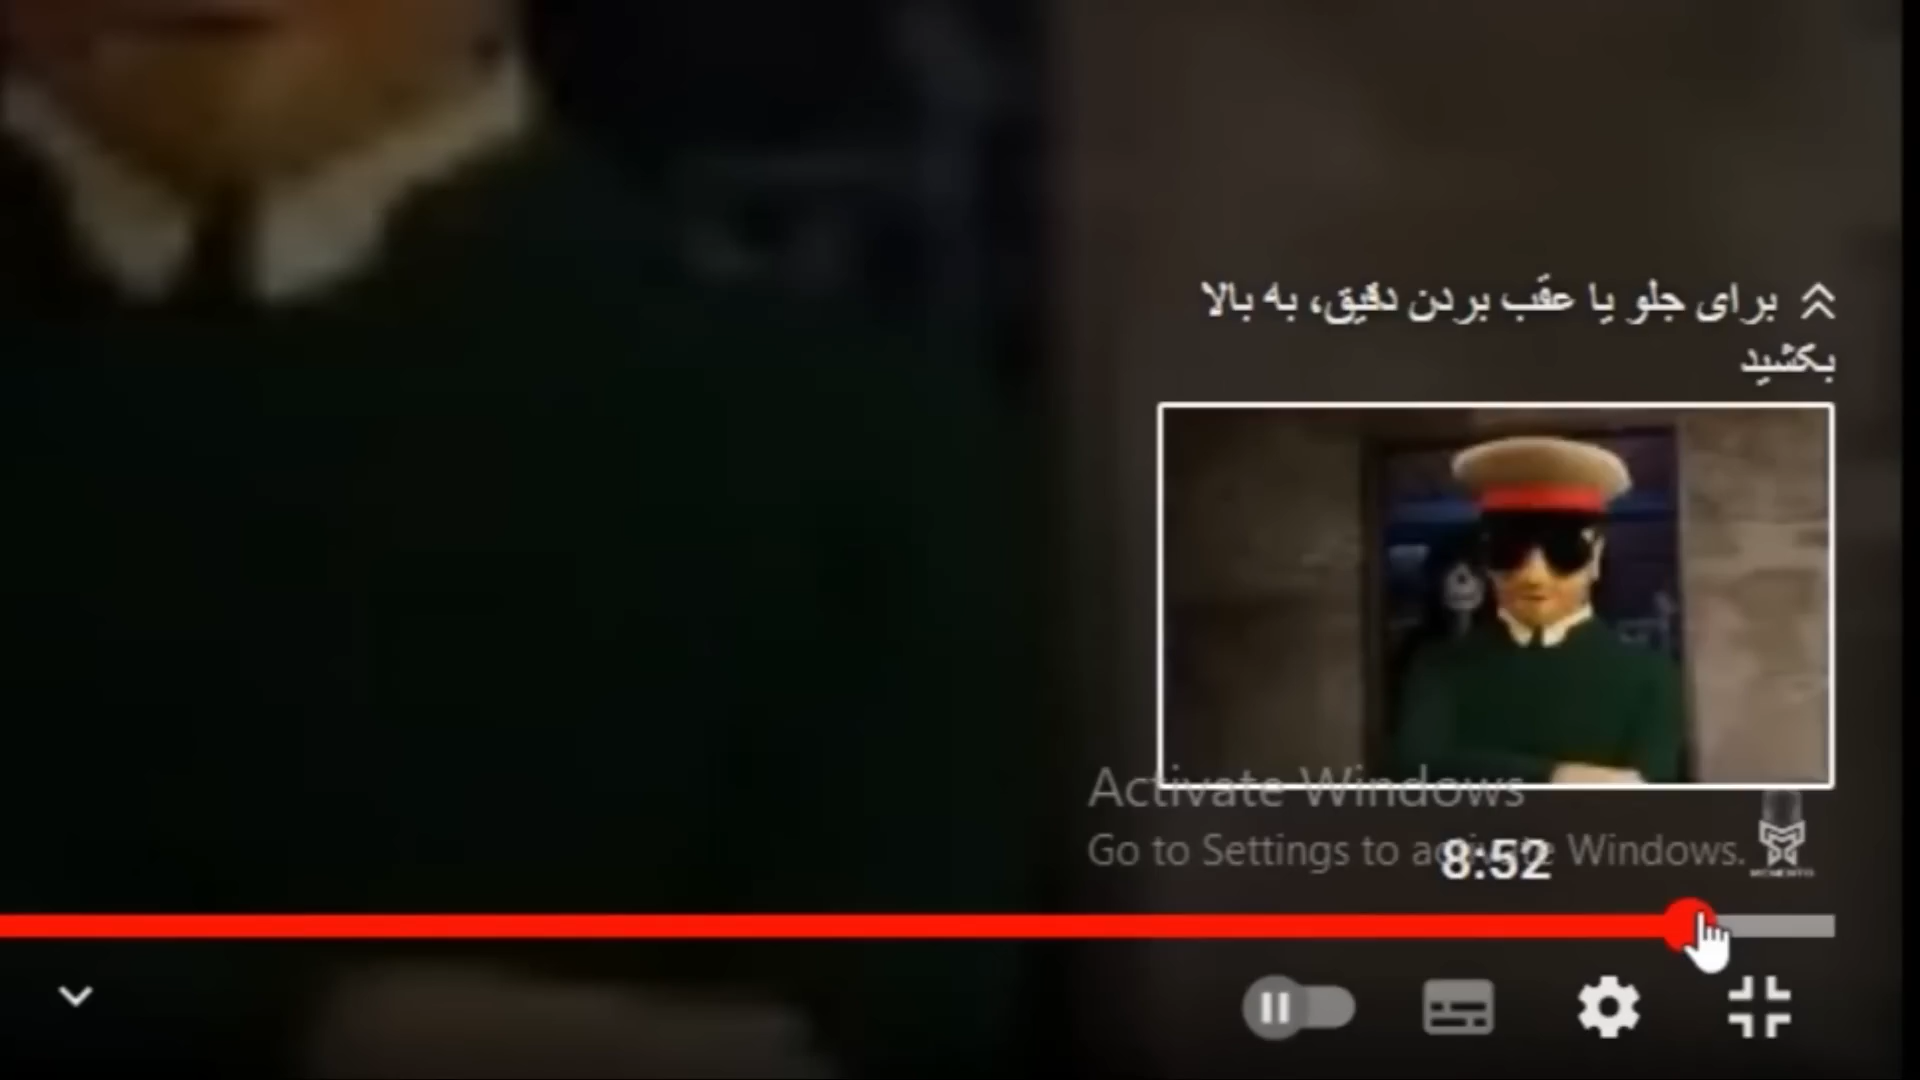 برای جلو یا عقب بردن دقیق، به بالا
بکشید
Activate Windows
Go to Settings to activate Windows.
8:52